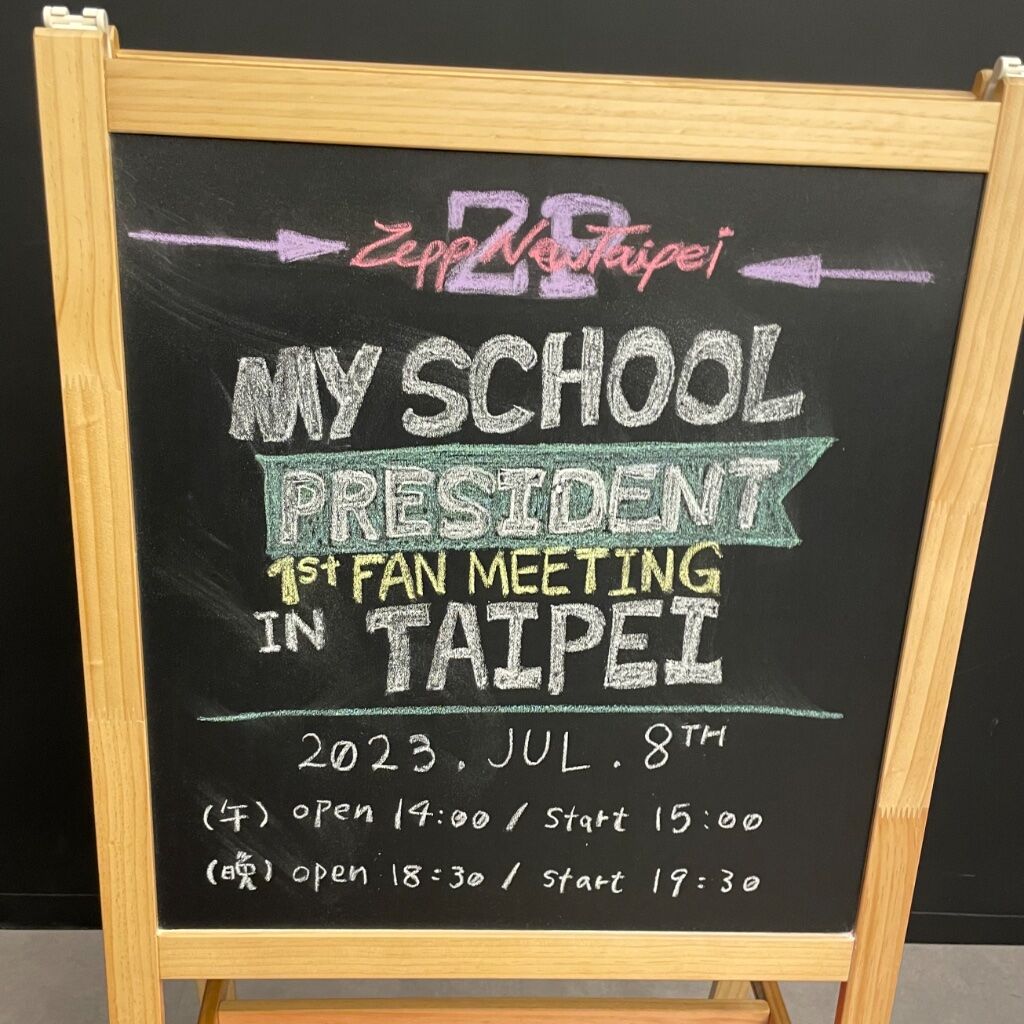 ZP
Zepp New Taipei
MY SCHOOL
PRESIDENT
1st FAN MEETING
IN TAIPEI
2023. JUL. 8TH
(午) open 14:00 / start 15:00
(晚) open 18:30 / start 19:30